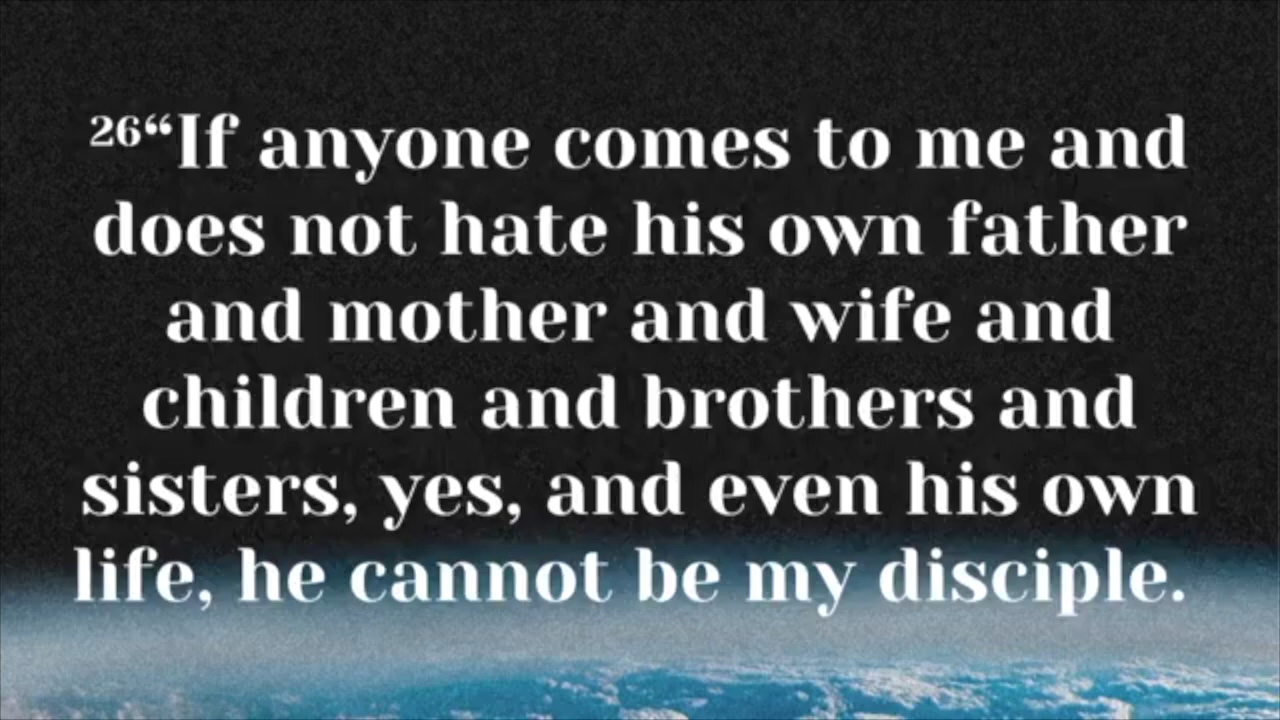 26“If anyone comes to me and
does not hate his own father
and mother and wife and
children and brothers and
sisters, yes, and even his own
life, he cannot be my disciple.